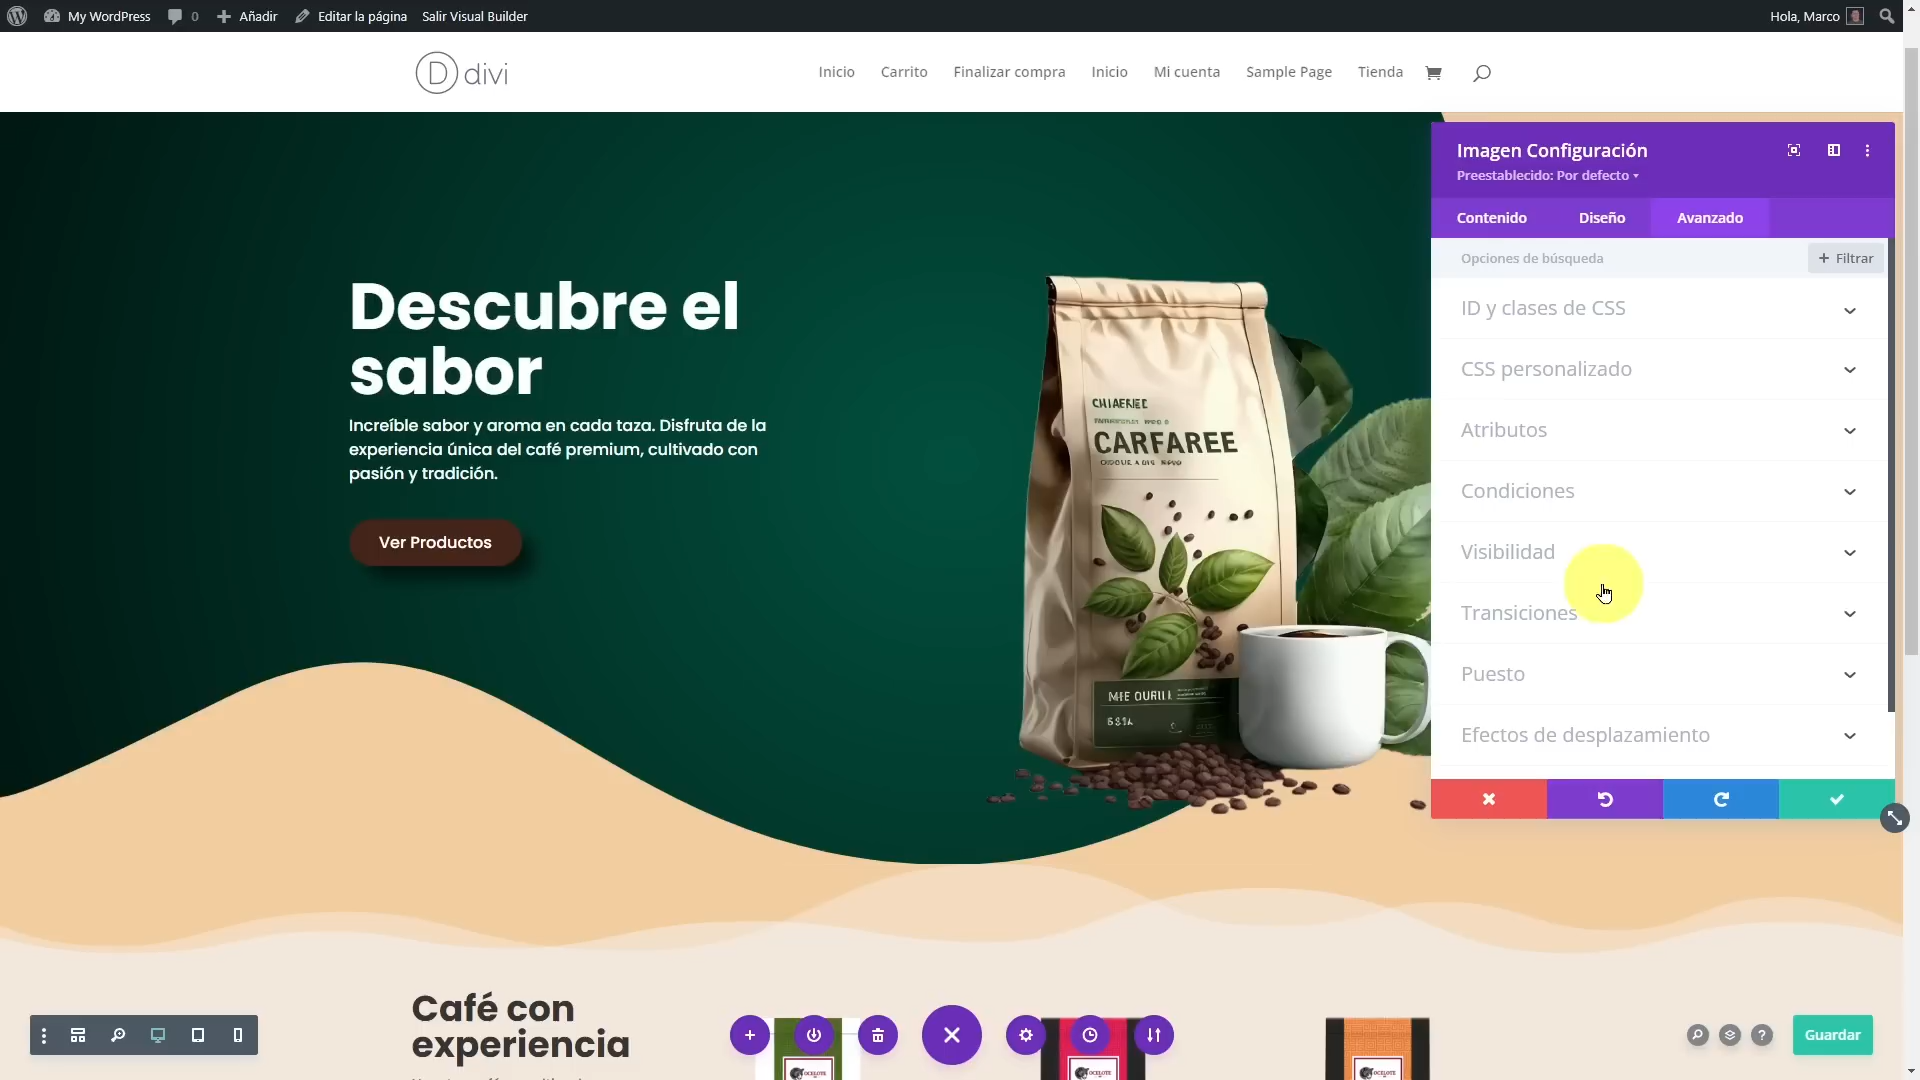 My WordPress
0
Añadir
Editar la página
Salir Visual Builder
Hola, Marco
D divi
Inicio
Carrito
Finalizar compra
Inicio
Mi cuenta
Sample Page
Tienda
Imagen Configuración
Preestablecido: Por defecto
Contenido
Diseño
Avanzado
Opciones de búsqueda
+ Filtrar
ID y clases de CSS
CSS personalizado
Atributos
Condiciones
Visibilidad
Transiciones
Puesto
Efectos de desplazamiento
Descubre el
sabor
Increíble sabor y aroma en cada taza. Disfruta de la
experiencia única del café premium, cultivado con
pasión y tradición.
Ver Productos
CARFAREE
Café con
experiencia
OCELOTE
OCELOTE
OCELOTE
?
Guardar